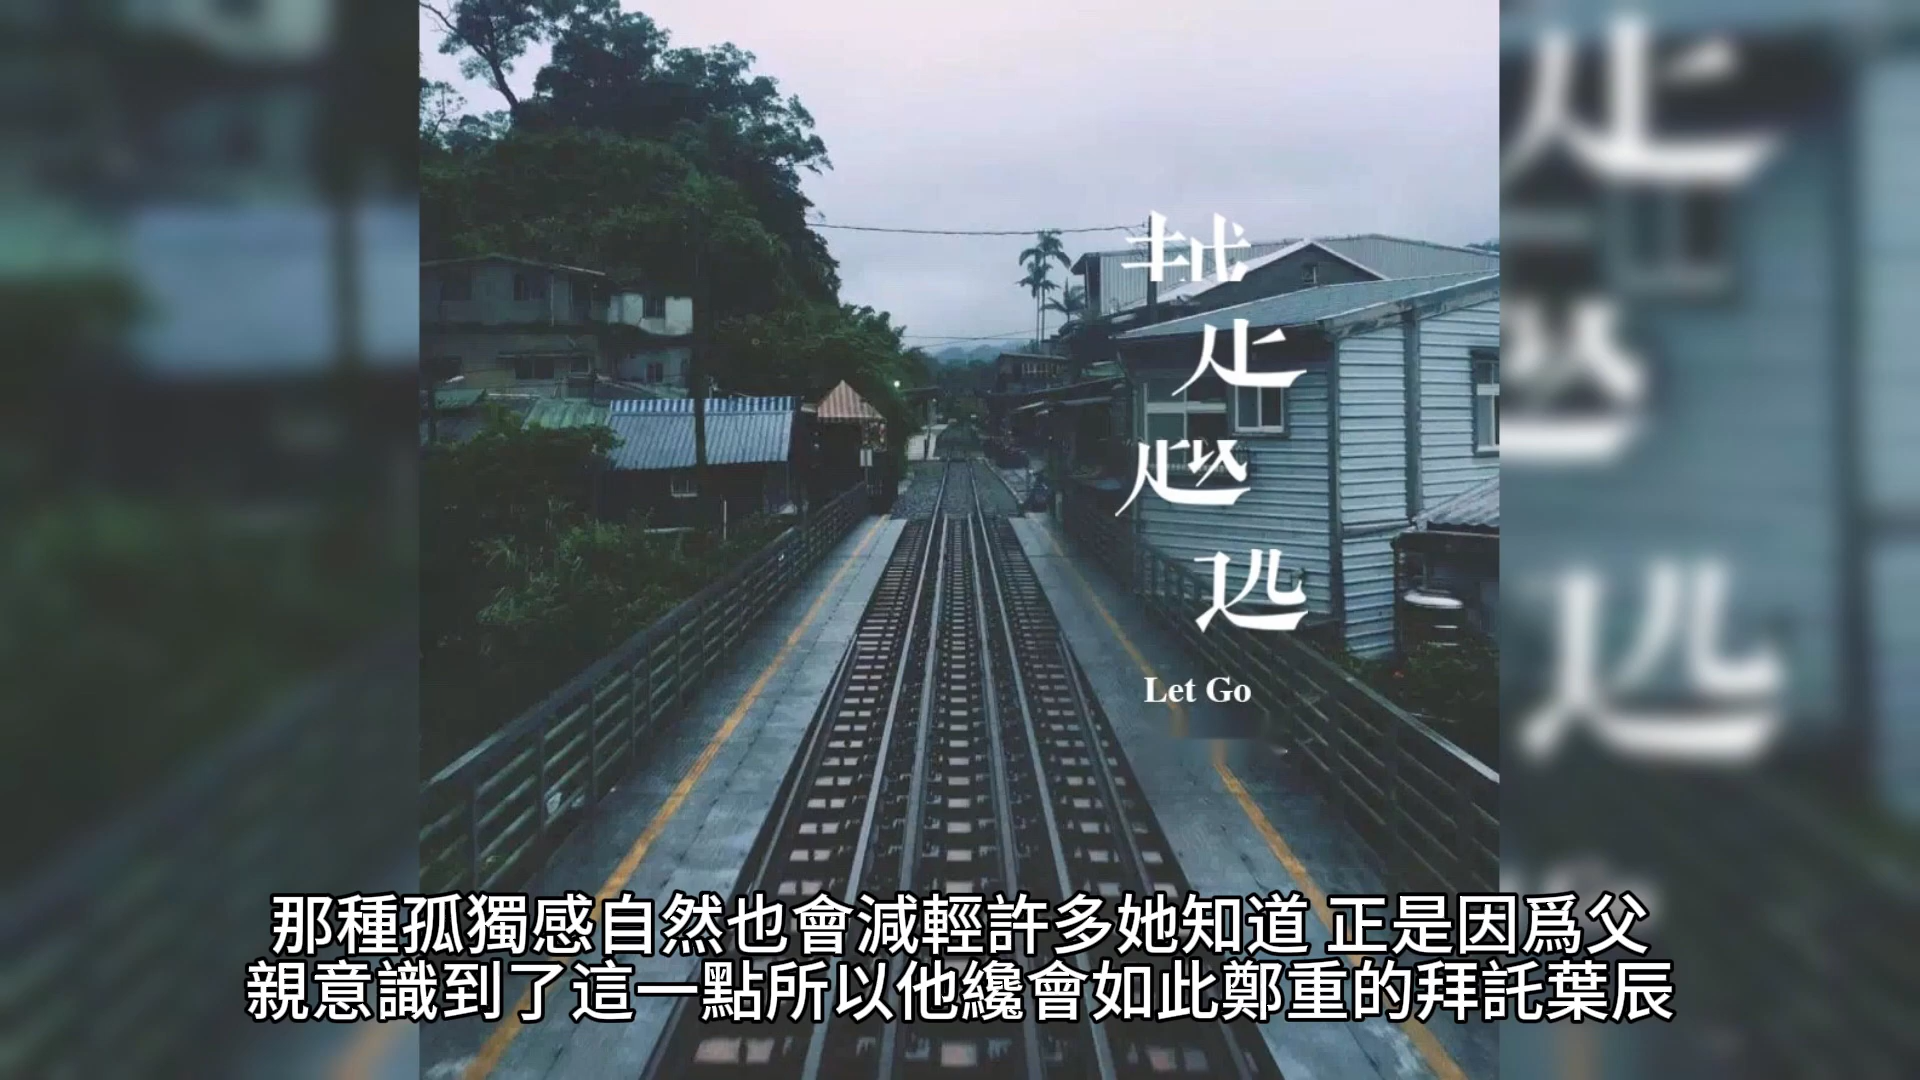 Let Go
那種孤獨感自然也會減輕許多她知道 正是因爲父
親意識到了這一點所以他纔會如此鄭重的拜託葉辰